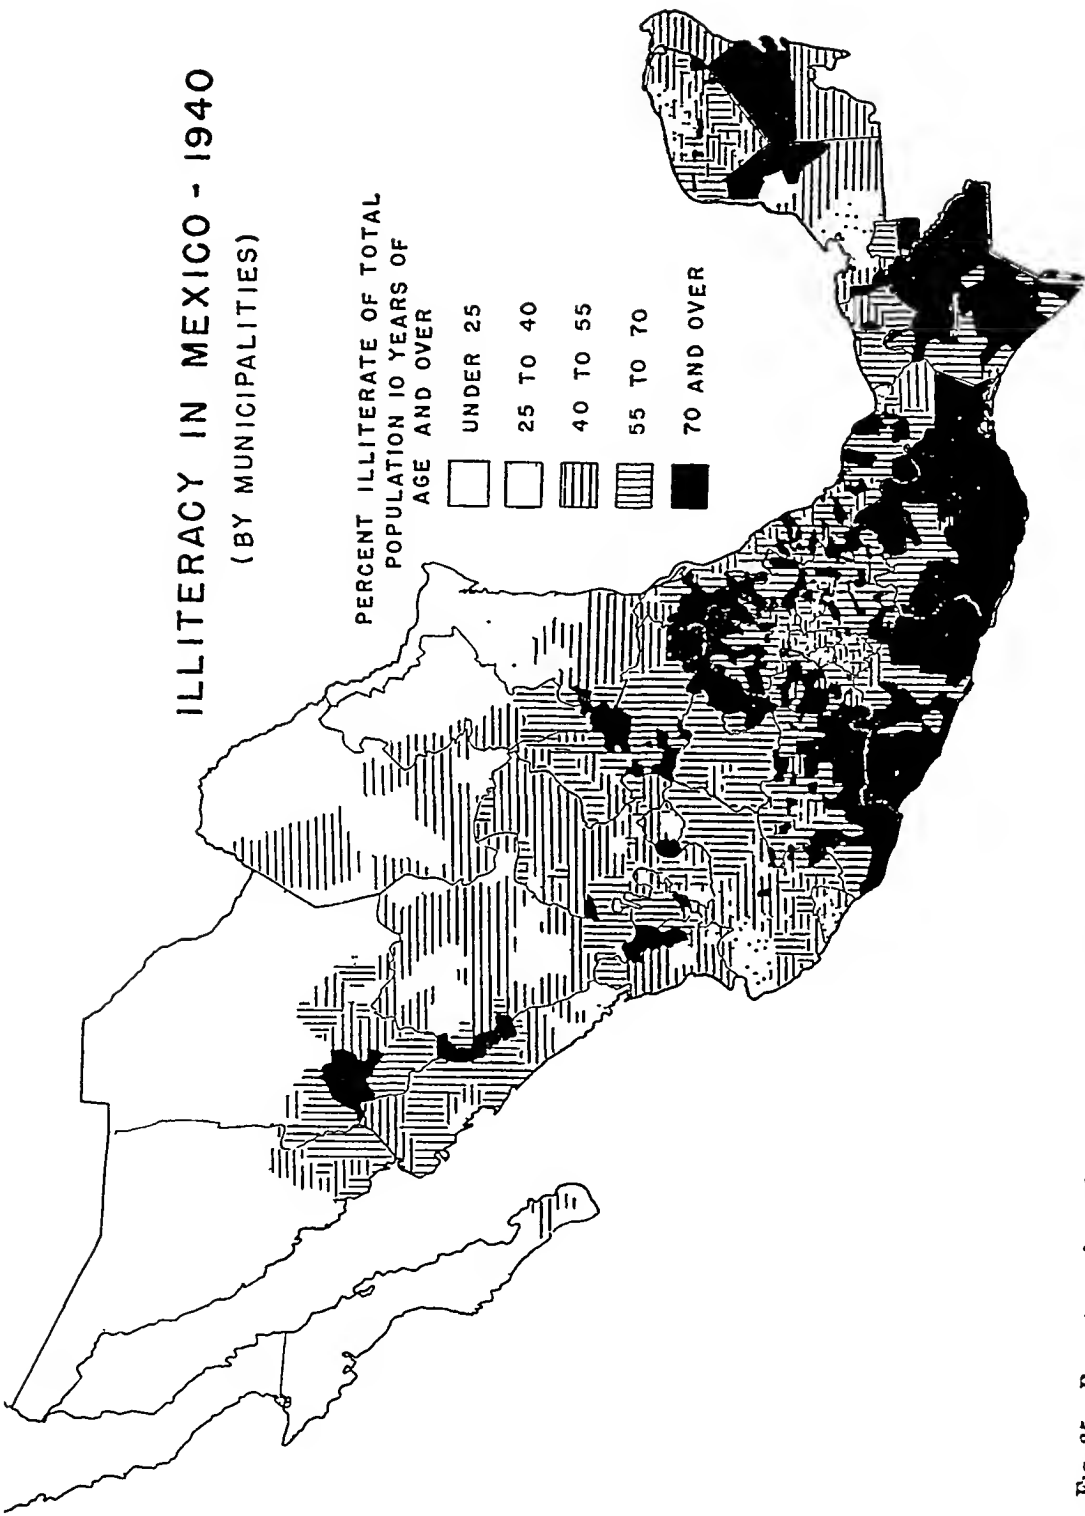 ILLITERACY IN MEXICO - 1940
(BY MUNICIPALITIES)
PERCENT ILLITERATE OF TOTAL
POPULATION 10 YEARS OF
AGE AND OVER
UNDER 25
25 TO 40
40 TO 55
55 TO 70
70 AND OVER